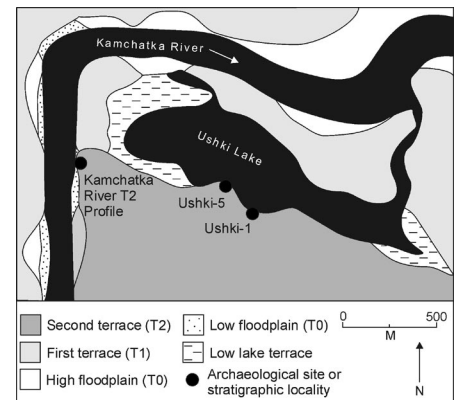 Kamchatka River
Ushki Lake
Kamchatka
River T2
Profile
Ushki-5
Ushki-1
Second terrace (T2)
First terrace (T1)
High floodplain (T0)
Low floodplain (T0)
Low lake terrace
Archaeological site or
stratigraphic locality
0 500
M
N